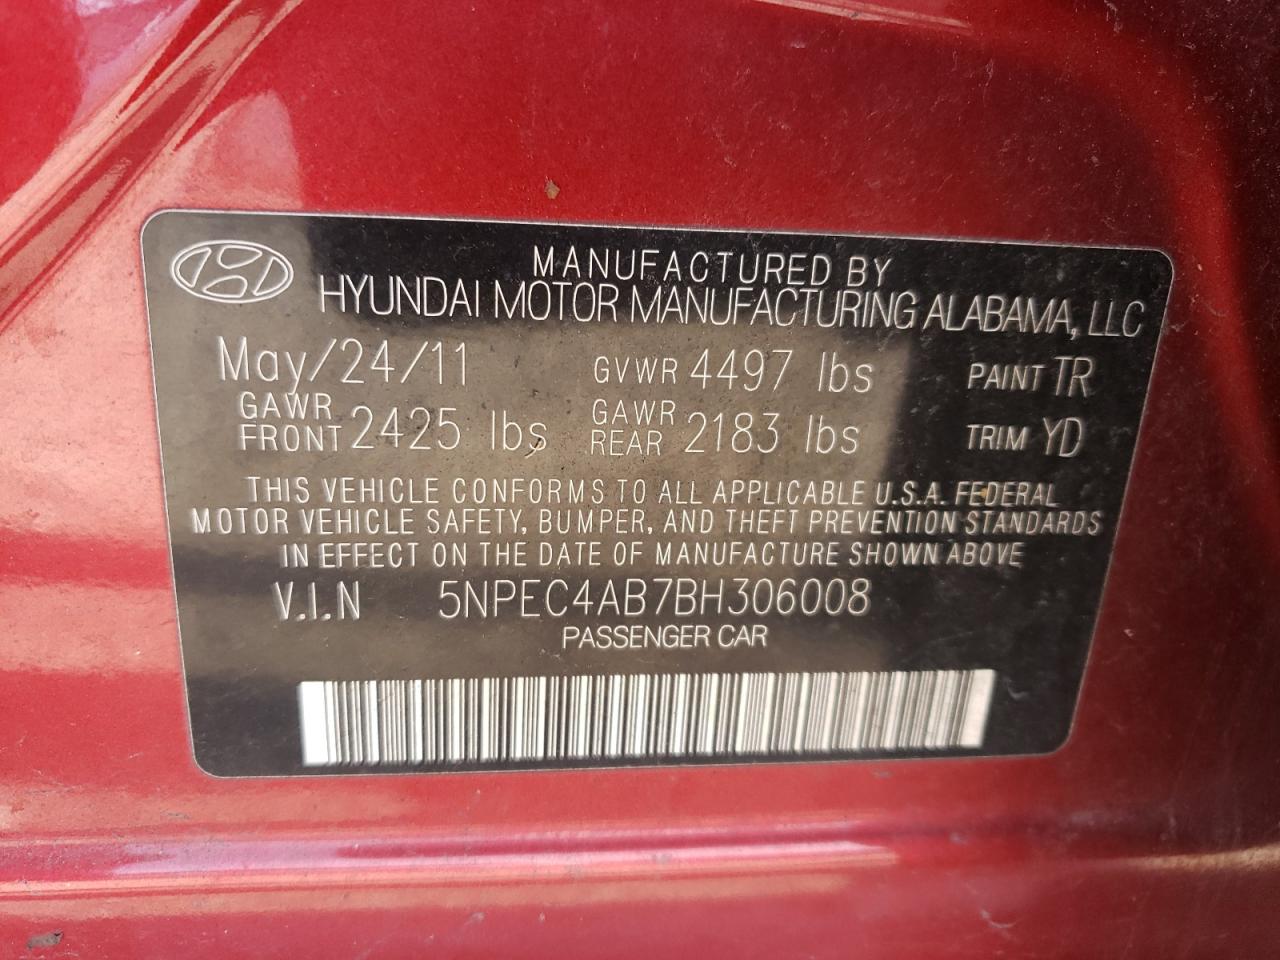 MANUFACTURED BY
HYUNDAI MOTOR MANUFACTURING ALABAMA, LLC
May/24/11 GVWR 4497 lbs PAINT TR
GAWR FRONT 2425 lbs GAWR REAR 2183 lbs TRIM YD
THIS VEHICLE CONFORMS TO ALL APPLICABLE U.S.A. FEDERAL
MOTOR VEHICLE SAFETY, BUMPER, AND THEFT PREVENTION STANDARDS
IN EFFECT ON THE DATE OF MANUFACTURE SHOWN ABOVE
V.I.N 5NPEC4AB7BH306008
PASSENGER CAR